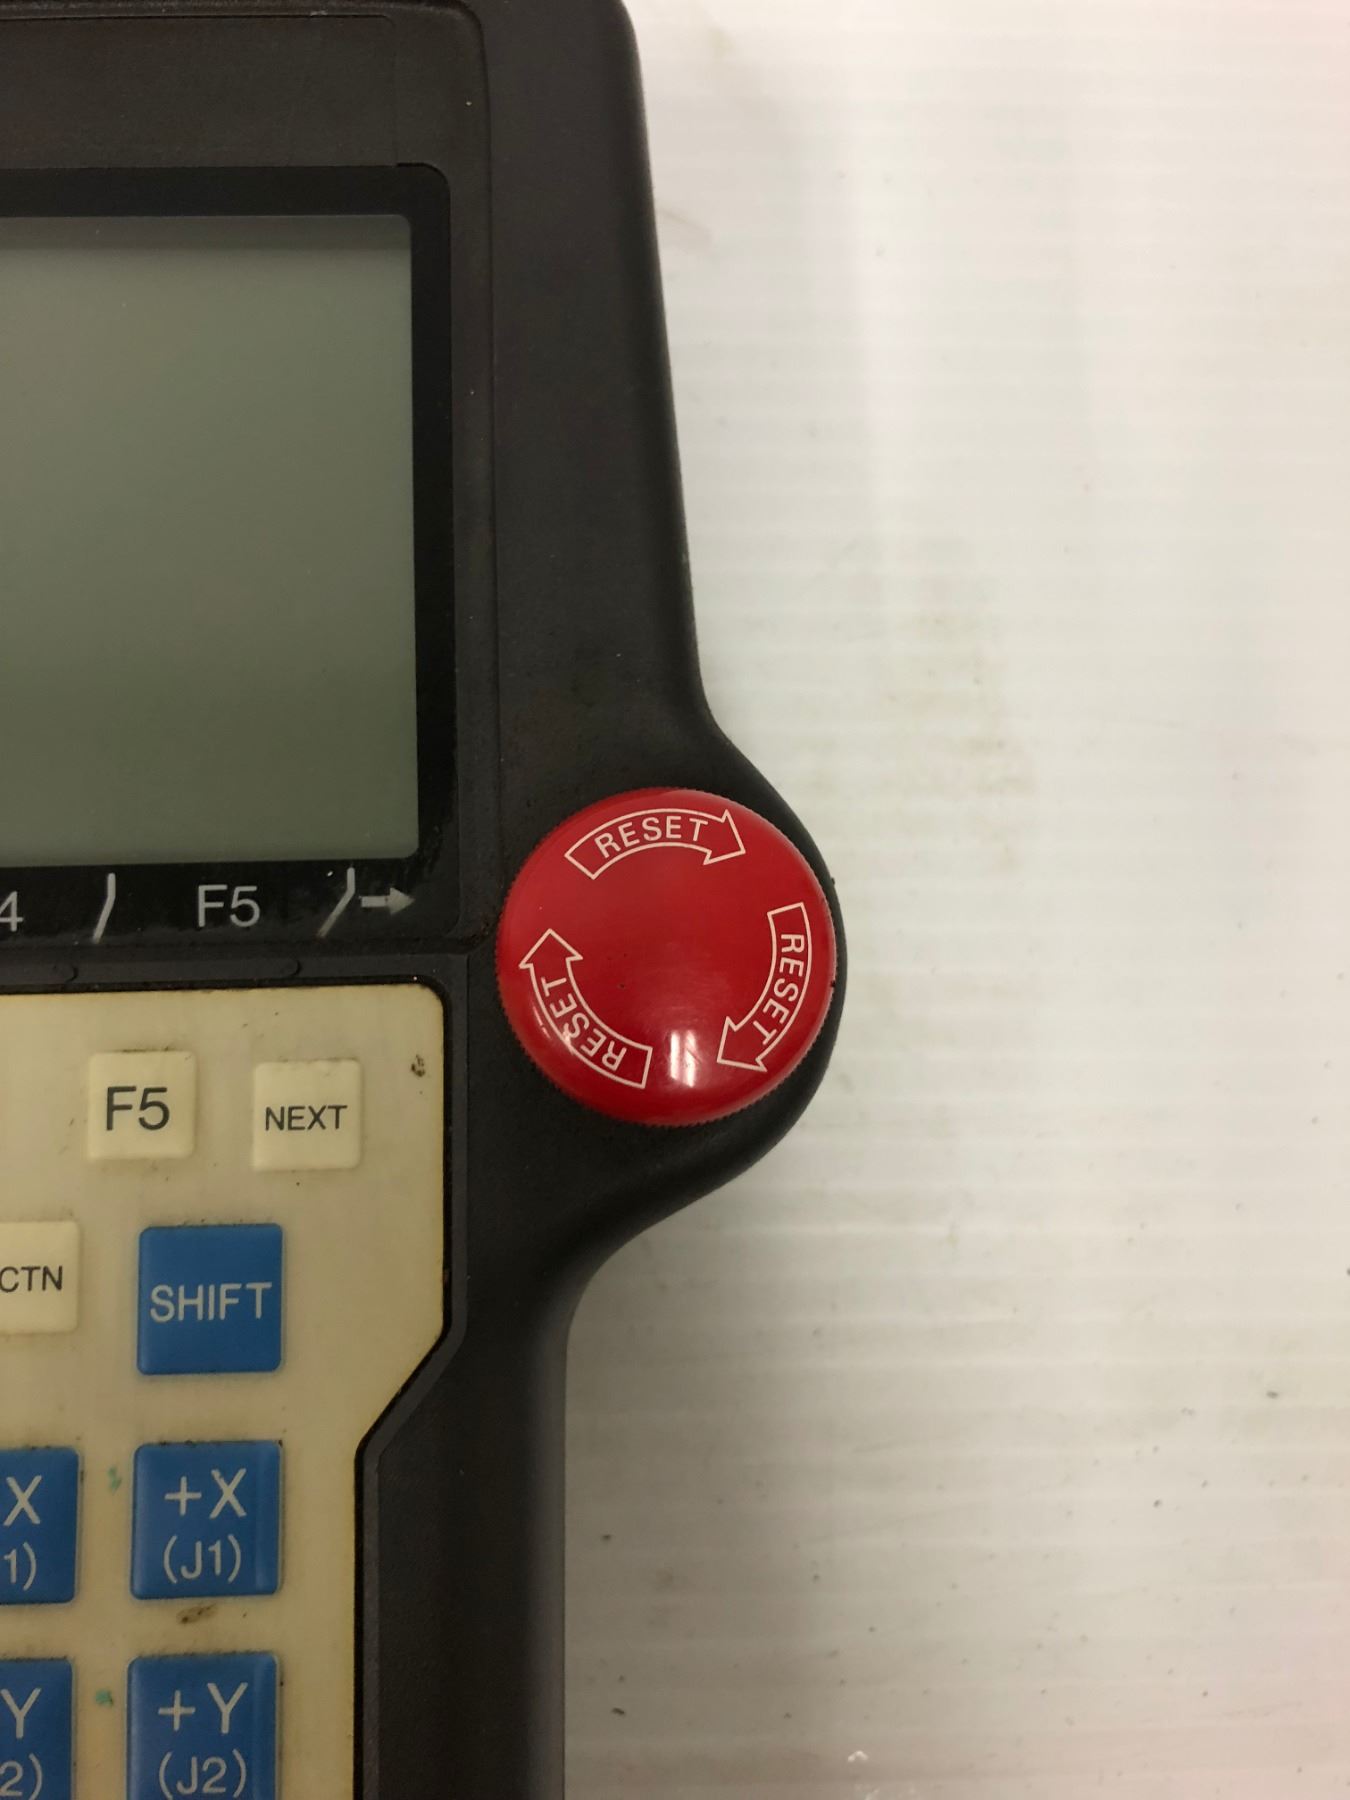 RESET
RESET
RESET
4 / F5 /
F5 NEXT
CTN SHIFT
X +X
1) (J1)
Y +Y
2) (J2)